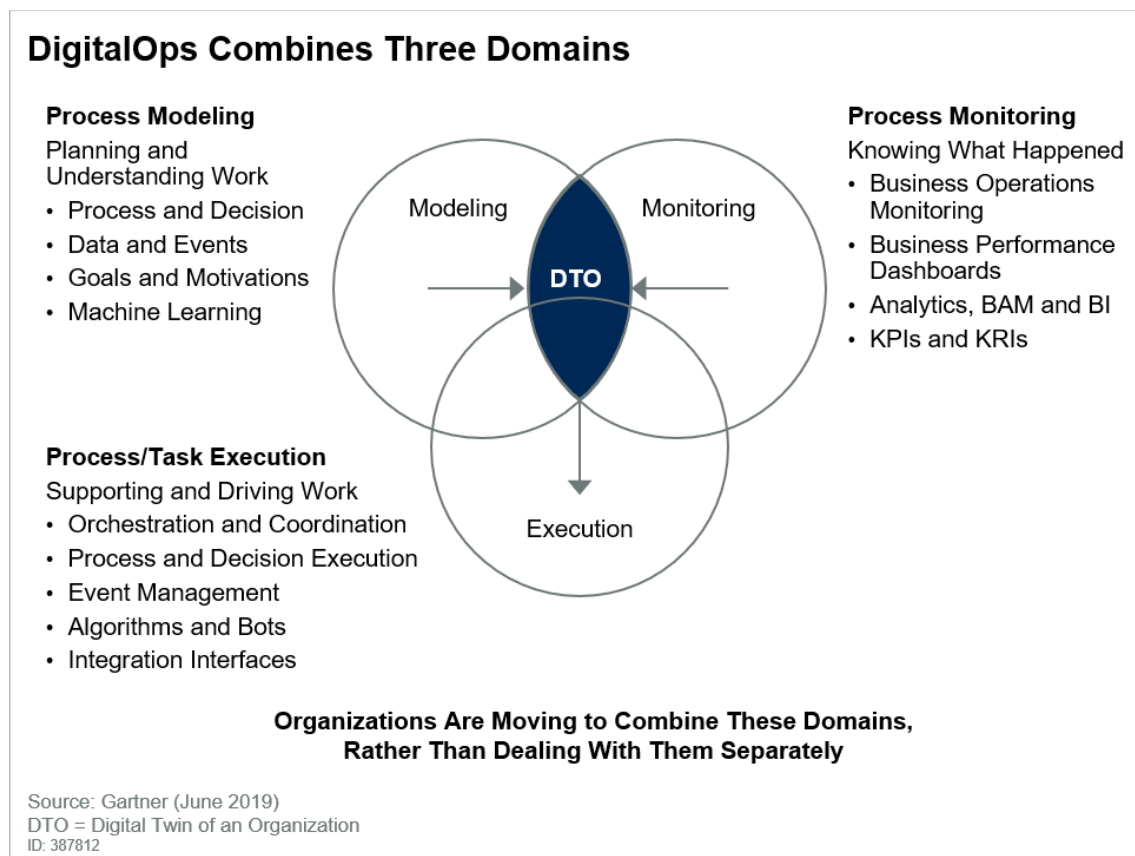 DigitalOps Combines Three Domains
Process Modeling
Planning and
Understanding Work
• Process and Decision
• Data and Events
• Goals and Motivations
• Machine Learning
Modeling
Monitoring
DTO
Execution
Process Monitoring
Knowing What Happened
• Business Operations
Monitoring
• Business Performance
Dashboards
• Analytics, BAM and BI
• KPIs and KRIs
Process/Task Execution
Supporting and Driving Work
• Orchestration and Coordination
• Process and Decision Execution
• Event Management
• Algorithms and Bots
• Integration Interfaces
Organizations Are Moving to Combine These Domains,
Rather Than Dealing With Them Separately
Source: Gartner (June 2019)
DTO = Digital Twin of an Organization
ID: 387812